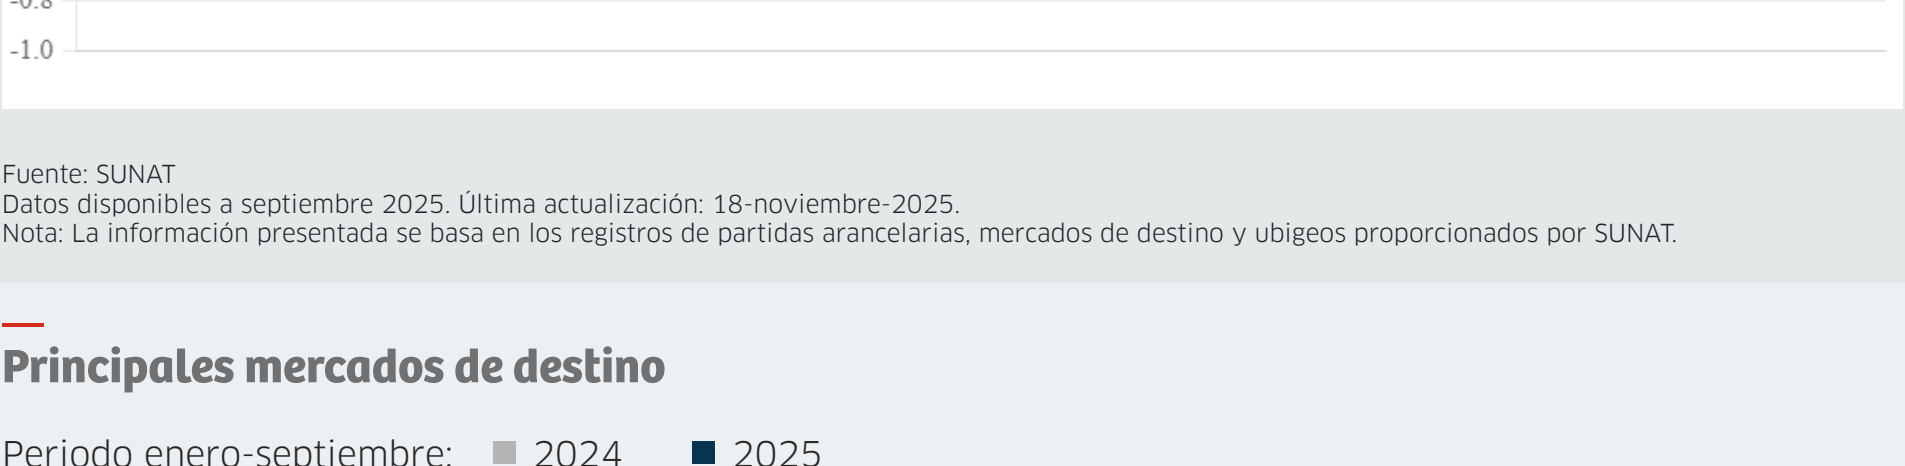 -0.8
-1.0
Fuente: SUNAT
Datos disponibles a septiembre 2025. Última actualización: 18-noviembre-2025.
Nota: La información presentada se basa en los registros de partidas arancelarias, mercados de destino y ubigeos proporcionados por SUNAT.
Principales mercados de destino
Periodo enero-septiembre: 2024 2025